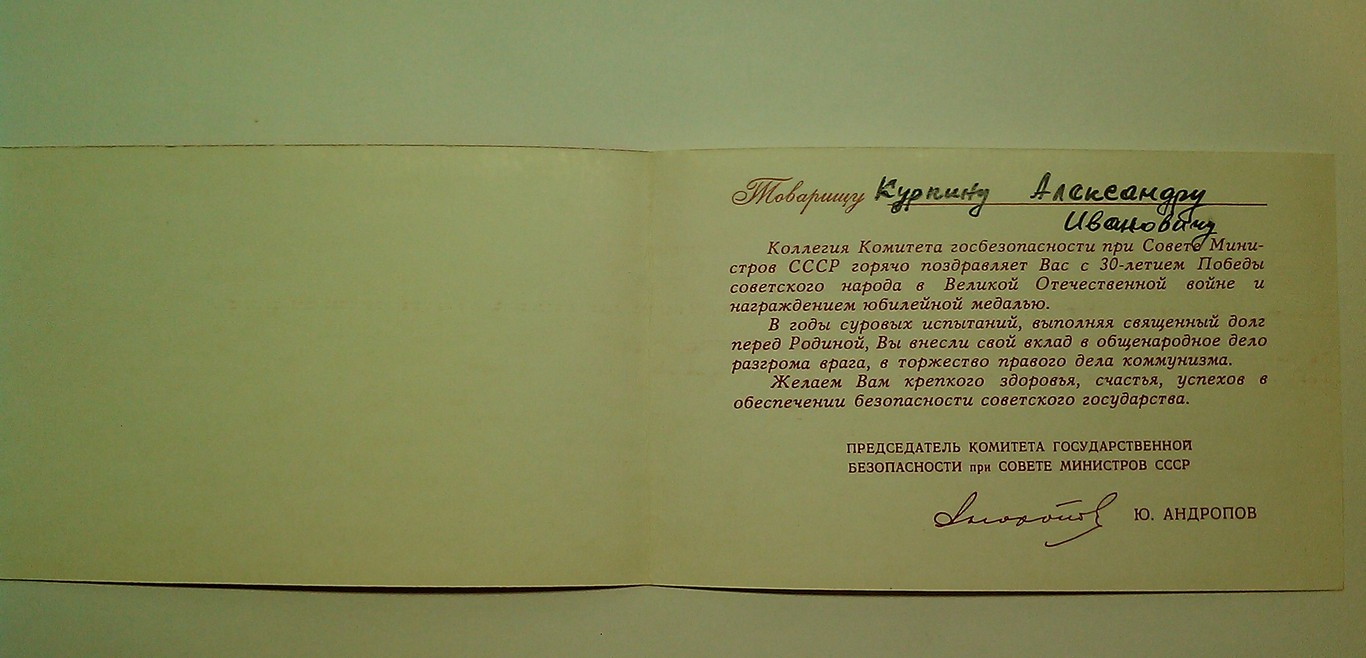 Товарищу Куркину Александру
Ивановичу
Коллегия Комитета госбезопасности при Совете Мини-
стров СССР горячо поздравляет Вас с 30-летием Победы
советского народа в Великой Отечественной войне и
награждением юбилейной медалью.
В годы суровых испытаний, выполняя священный долг
перед Родиной, Вы внесли свой вклад в общенародное дело
разгрома врага, в торжество правого дела коммунизма.
Желаем Вам крепкого здоровья, счастья, успехов в
обеспечении безопасности советского государства.
ПРЕДСЕДАТЕЛЬ КОМИТЕТА ГОСУДАРСТВЕННОЙ
БЕЗОПАСНОСТИ при СОВЕТЕ МИНИСТРОВ СССР
Андропов Ю. АНДРОПОВ